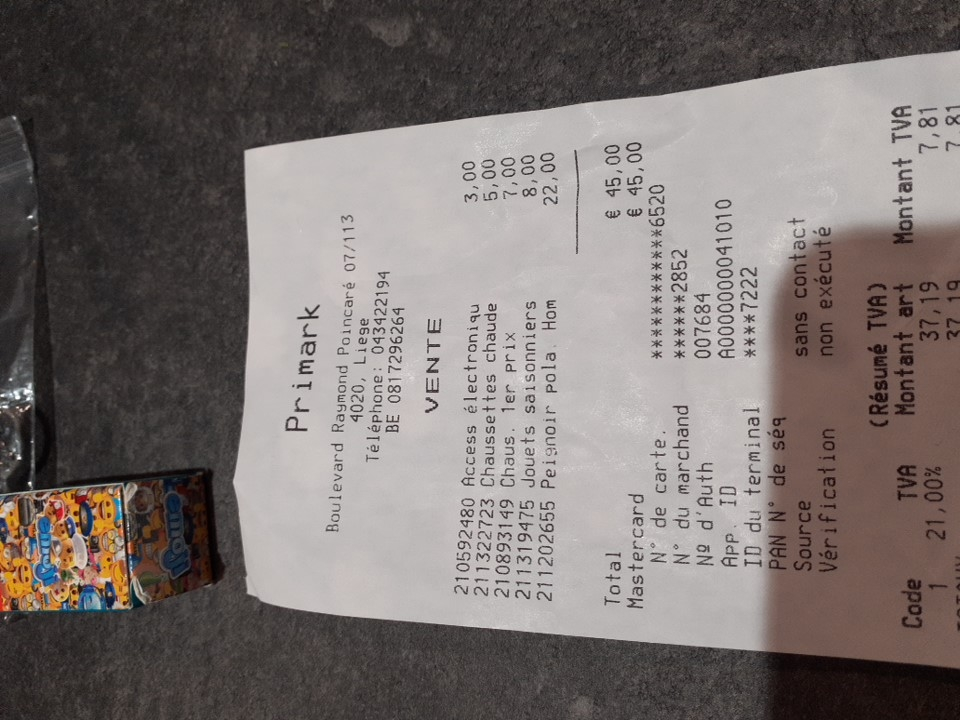 Primark
Boulevard Raymond Poincaré 07/113
4020, Liege
Téléphone: 043422194
BE 0817296264
VENTE
210592480 Access électroniqu 3,00
211322723 Chaussettes chaude 5,00
210893149 Chaus. 1er prix 7,00
211319475 Jouets saisonniers 8,00
211202655 Peignoir pola. Hom 22,00
Total € 45,00
Mastercard € 45,00
N° de carte. ************6520
N° du marchand ******2852
Nº d'Auth 007684
App. ID A0000000041010
ID du terminal ****7222
PAN N° de séq
Source sans contact
Vérification non exécuté
(Résumé TVA)
Code TVA Montant art Montant TVA
1 21,00% 37,19 7,81
37,19 7,81